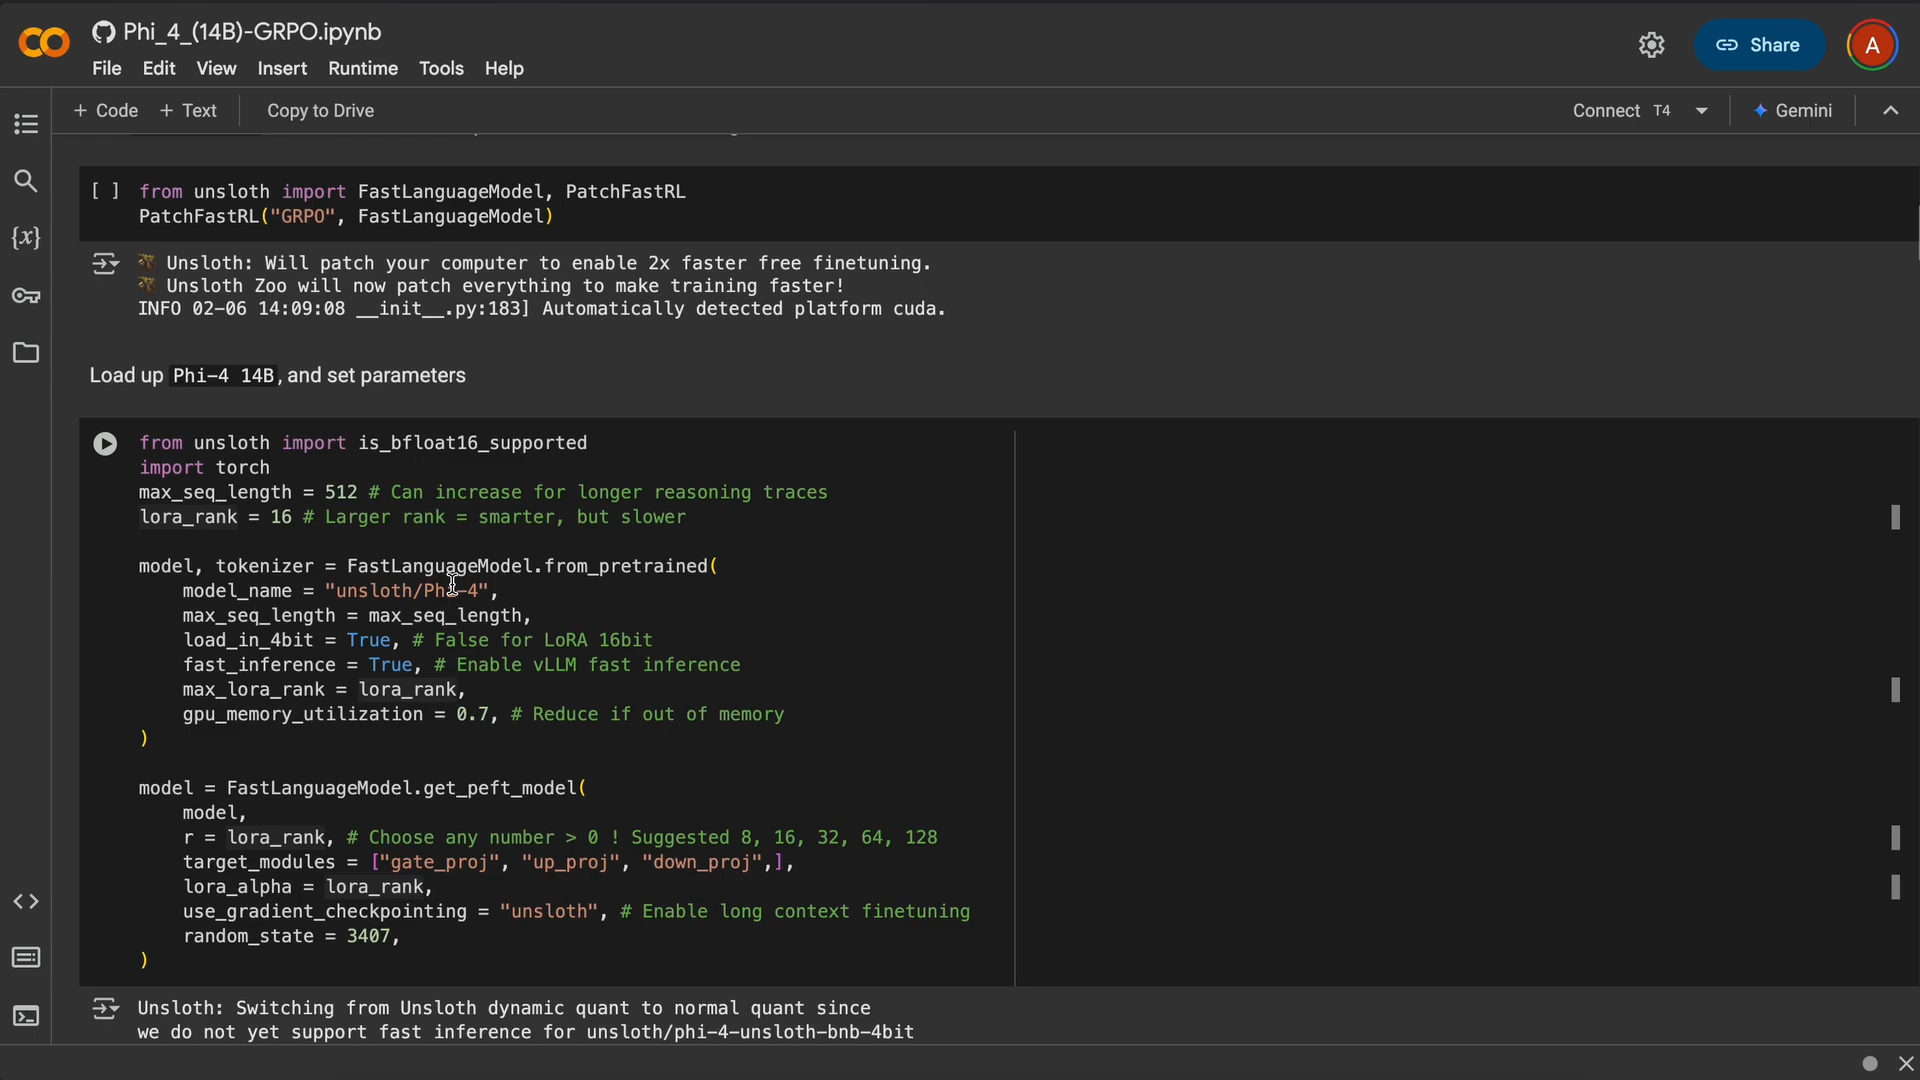 Phi_4_(14B)-GRPO.ipynb
File Edit View Insert Runtime Tools Help
Share
A
+ Code + Text Copy to Drive
Connect T4
Gemini
[ ] from unsloth import FastLanguageModel, PatchFastRL
PatchFastRL("GRPO", FastLanguageModel)
{x}
🦥 Unsloth: Will patch your computer to enable 2x faster free finetuning.
🦥 Unsloth Zoo will now patch everything to make training faster!
INFO 02-06 14:09:08 __init__.py:183] Automatically detected platform cuda.
Load up Phi-4 14B, and set parameters
from unsloth import is_bfloat16_supported
import torch
max_seq_length = 512 # Can increase for longer reasoning traces
lora_rank = 16 # Larger rank = smarter, but slower
model, tokenizer = FastLanguageModel.from_pretrained(
    model_name = "unsloth/Phi-4",
    max_seq_length = max_seq_length,
    load_in_4bit = True, # False for LoRA 16bit
    fast_inference = True, # Enable vLLM fast inference
    max_lora_rank = lora_rank,
    gpu_memory_utilization = 0.7, # Reduce if out of memory
)
model = FastLanguageModel.get_peft_model(
    model,
    r = lora_rank, # Choose any number > 0 ! Suggested 8, 16, 32, 64, 128
    target_modules = ["gate_proj", "up_proj", "down_proj",],
    lora_alpha = lora_rank,
    use_gradient_checkpointing = "unsloth", # Enable long context finetuning
    random_state = 3407,
)
Unsloth: Switching from Unsloth dynamic quant to normal quant since
we do not yet support fast inference for unsloth/phi-4-unsloth-bnb-4bit